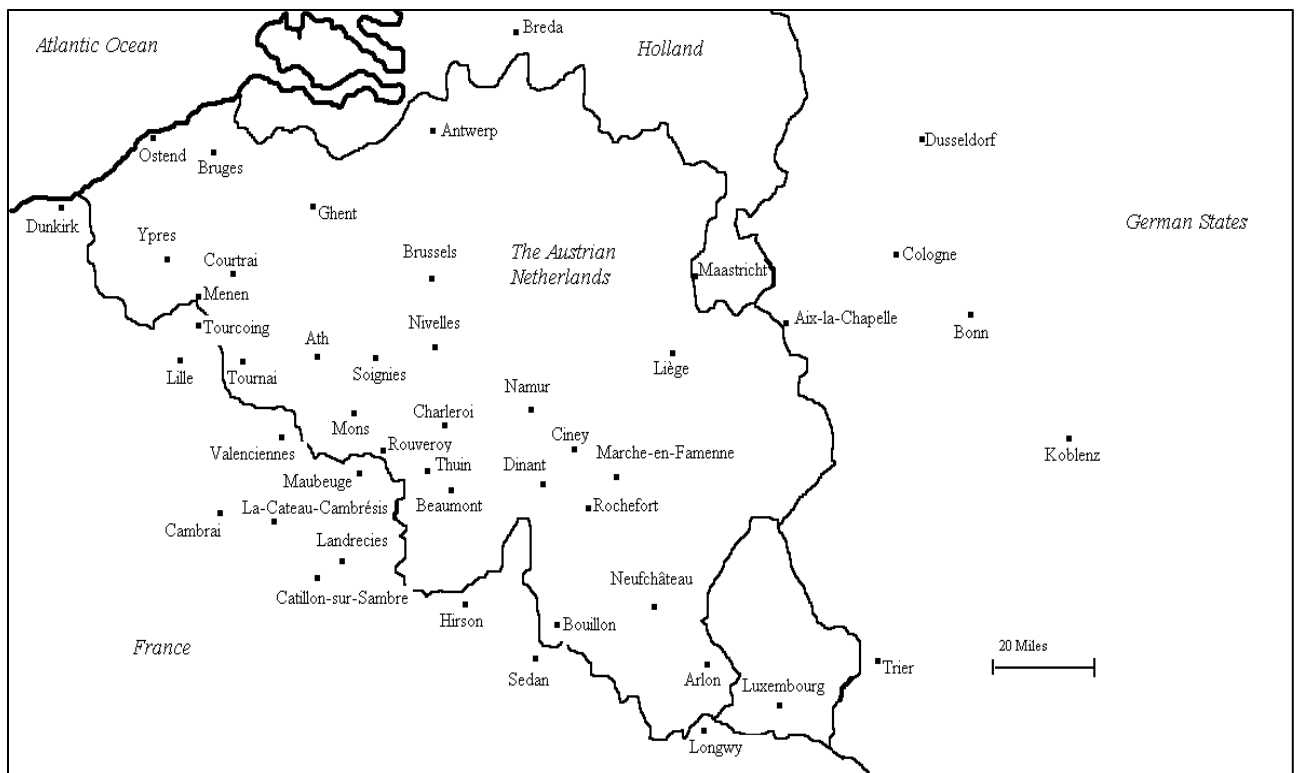 Breda
Atlantic Ocean
Holland
Antwerp
Dusseldorf
Ostend
Bruges
Ghent
Dunkirk
German States
Ypres
Courtrai
Brussels
The Austrian
Netherlands
Cologne
Maastricht
Menen
Aix-la-Chapelle
Tourcoing
Ath
Nivelles
Bonn
Lille
Tournai
Soignies
Liège
Namur
Mons
Charleroi
Ciney
Rouveroy
Valenciennes
Marche-en-Famenne
Koblenz
Thuin
Dinant
Maubeuge
Beaumont
La-Cateau-Cambrésis
Rochefort
Cambrai
Landrecies
Neufchâteau
Catillon-sur-Sambre
Hirson
Bouillon
France
20 Miles
Sedan
Arlon
Trier
Luxembourg
Longwy